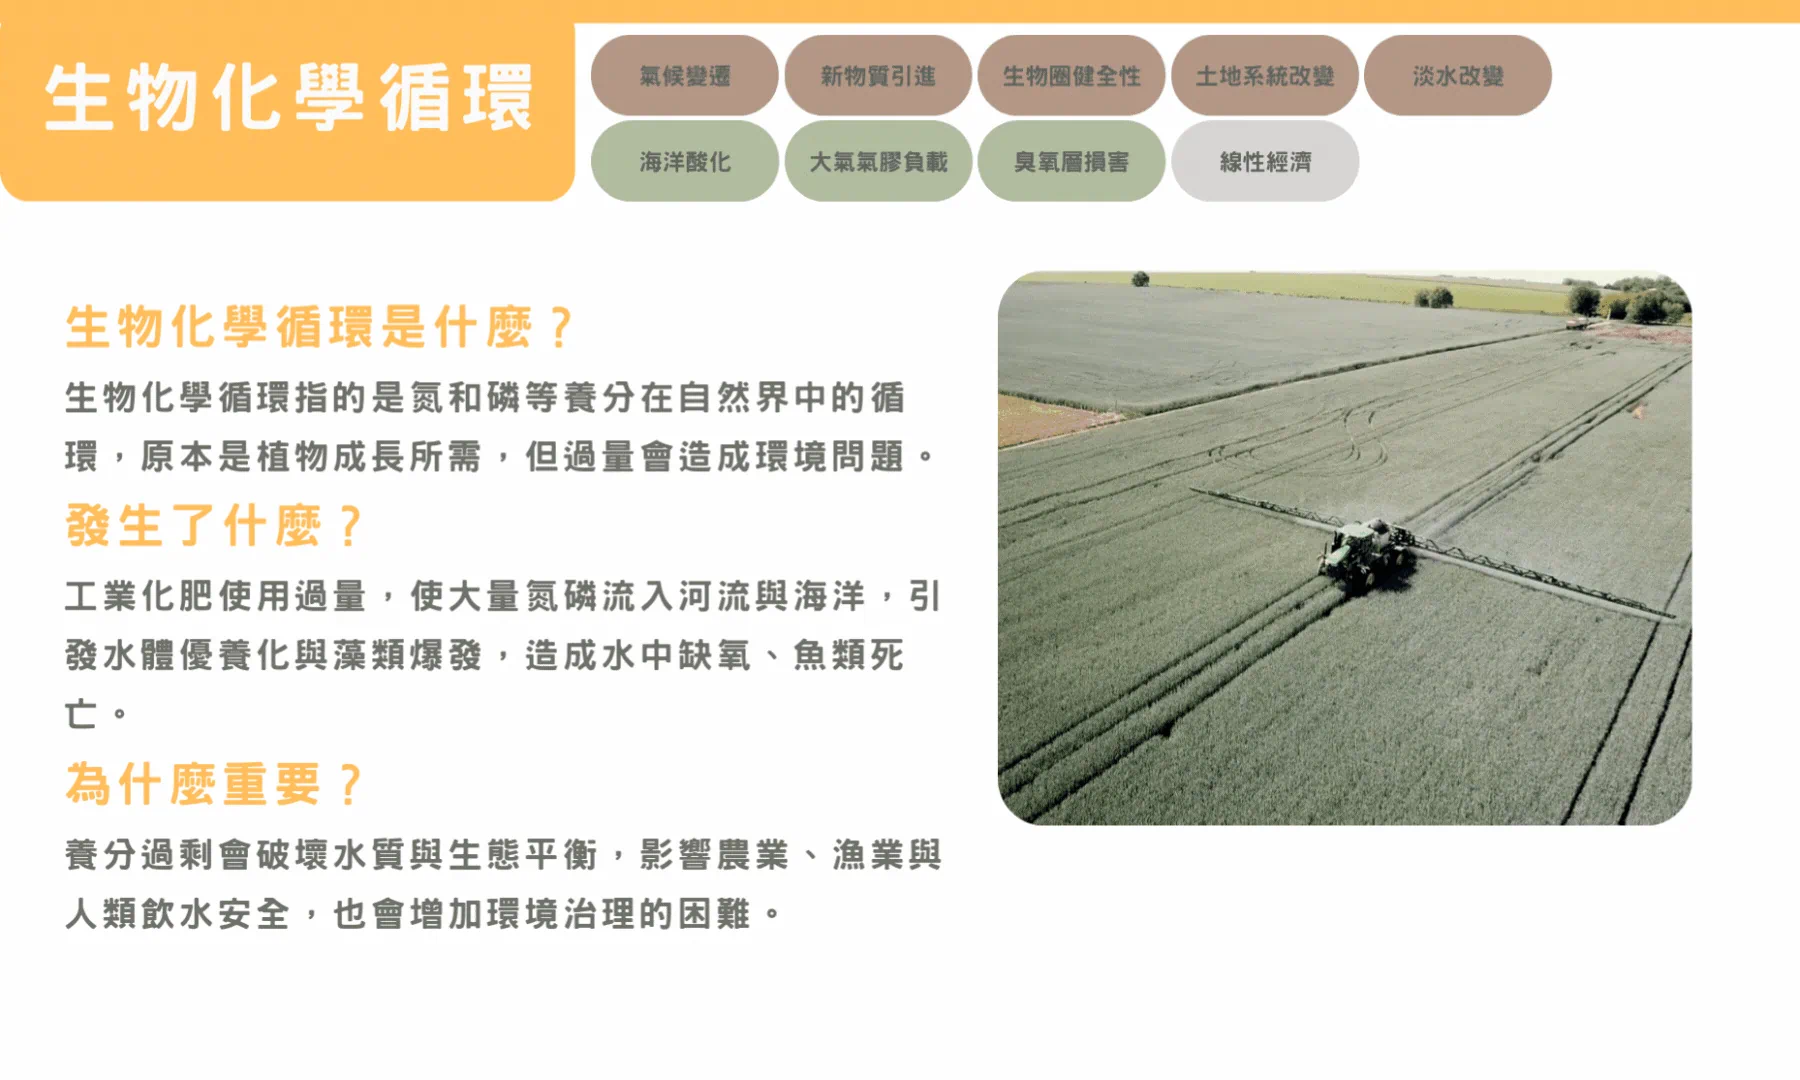 生物化學循環
氣候變遷
新物質引進
生物圈健全性
土地系統改變
淡水改變
海洋酸化
大氣氣膠負載
臭氧層損害
線性經濟
生物化學循環是什麼？
生物化學循環指的是氮和磷等養分在自然界中的循
環，原本是植物成長所需，但過量會造成環境問題。
發生了什麼？
工業化肥使用過量，使大量氮磷流入河流與海洋，引
發水體優養化與藻類爆發，造成水中缺氧、魚類死
亡。
為什麼重要？
養分過剩會破壞水質與生態平衡，影響農業、漁業與
人類飲水安全，也會增加環境治理的困難。